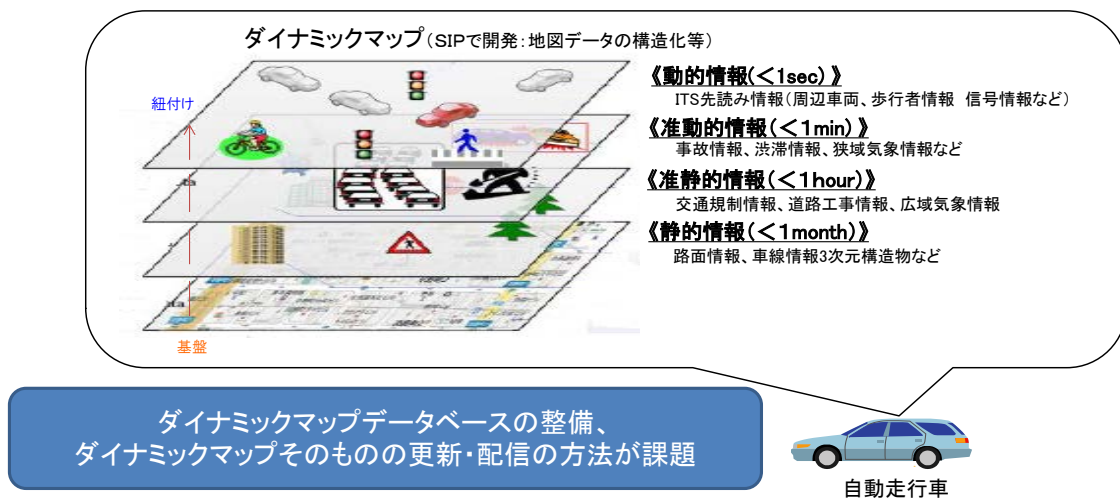 ダイナミックマップ(SIPで開発:地図データの構造化等)
紐付け
《動的情報(<1sec)》
ITS先読み情報(周辺車両、歩行者情報 信号情報など)
《准動的情報(<1min)》
事故情報、渋滞情報、狭域気象情報など
《准静的情報(<1hour)》
交通規制情報、道路工事情報、広域気象情報
《静的情報(<1month)》
路面情報、車線情報3次元構造物など
基盤
ダイナミックマップデータベースの整備、
ダイナミックマップそのものの更新・配信の方法が課題
自動走行車